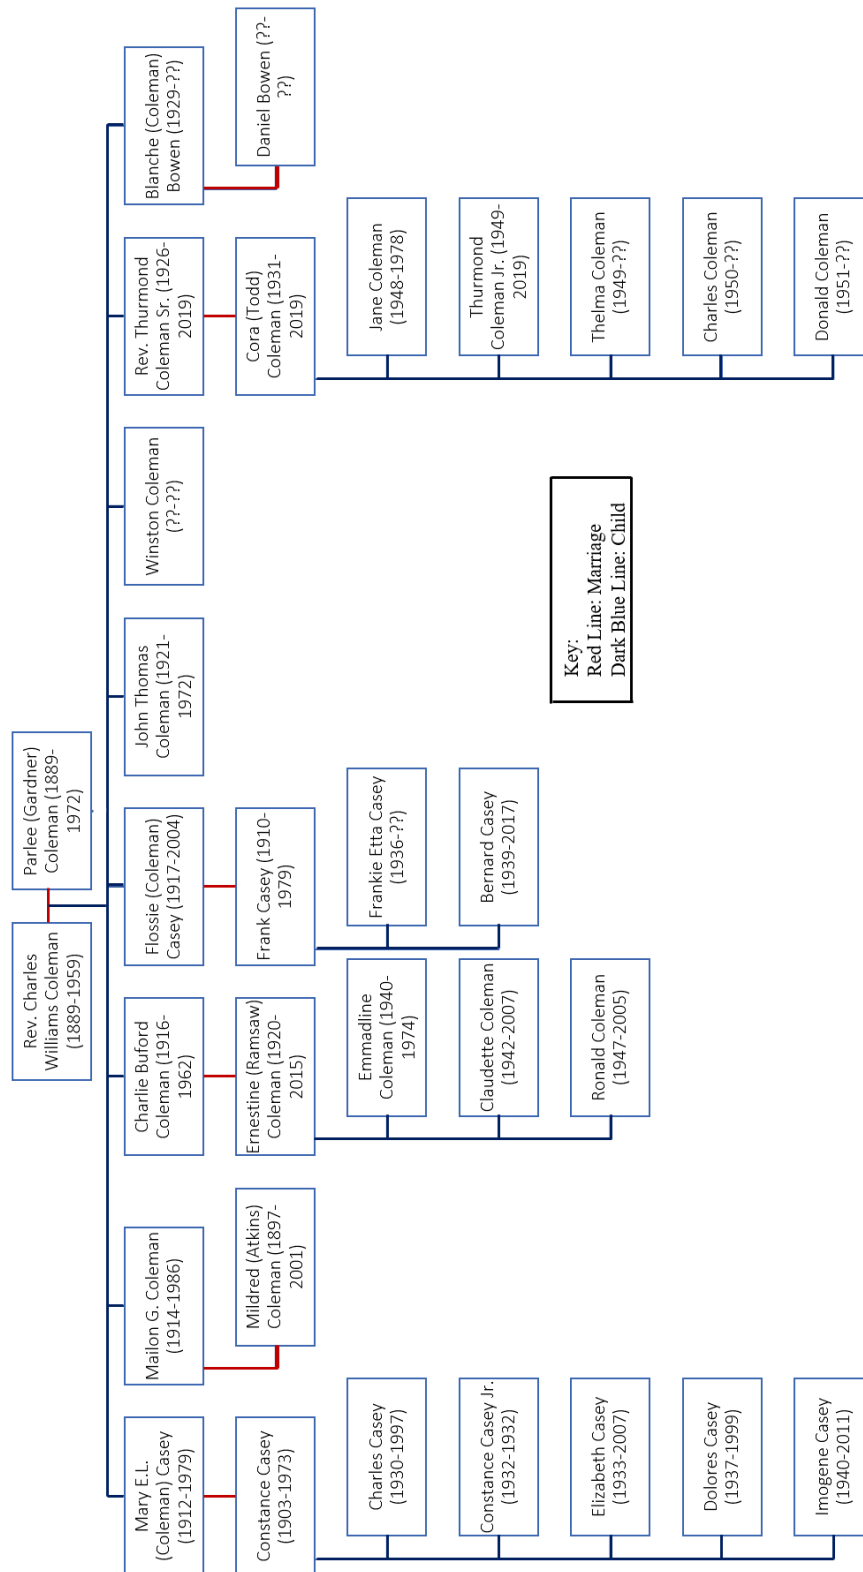 Rev. Charles
Williams Coleman
(1889-1959)
Parlee (Gardner)
Coleman (1889-
1972)
Mary E.L.
(Coleman) Casey
(1912-1979)
Mailon G. Coleman
(1914-1986)
Charlie Buford
Coleman (1916-
1962)
Flossie (Coleman)
Casey (1917-2004)
John Thomas
Coleman (1921-
1972)
Winston Coleman
(??-??)
Rev. Thurmond
Coleman Sr. (1926-
2019)
Blanche (Coleman)
Bowen (1929-??)
Constance Casey
(1903-1973)
Mildred (Atkins)
Coleman (1897-
2001)
Ernestine (Ramsaw)
Coleman (1920-
2015)
Frank Casey (1910-
1979)
Cora (Todd)
Coleman (1931-
2019)
Daniel Bowen (??-
??)
Charles Casey
(1930-1997)
Emmadline
Coleman (1940-
1974)
Frankie Etta Casey
(1936-??)
Jane Coleman
(1948-1978)
Constance Casey Jr.
(1932-1932)
Claudette Coleman
(1942-2007)
Bernard Casey
(1939-2017)
Thurmond
Coleman Jr. (1949-
2019)
Elizabeth Casey
(1933-2007)
Ronald Coleman
(1947-2005)
Thelma Coleman
(1949-??)
Dolores Casey
(1937-1999)
Charles Coleman
(1950-??)
Imogene Casey
(1940-2011)
Donald Coleman
(1951-??)
Key:
Red Line: Marriage
Dark Blue Line: Child